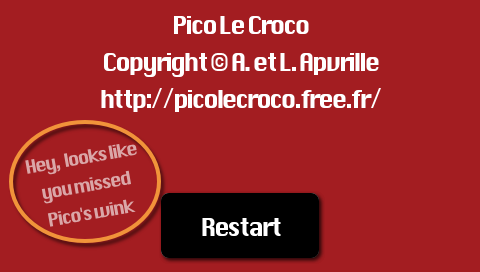 Pico Le Croco
Copyright © A. et L. Apvrille
http://picolecroco.free.fr/
Hey, looks like
you missed
Pico's wink
Restart